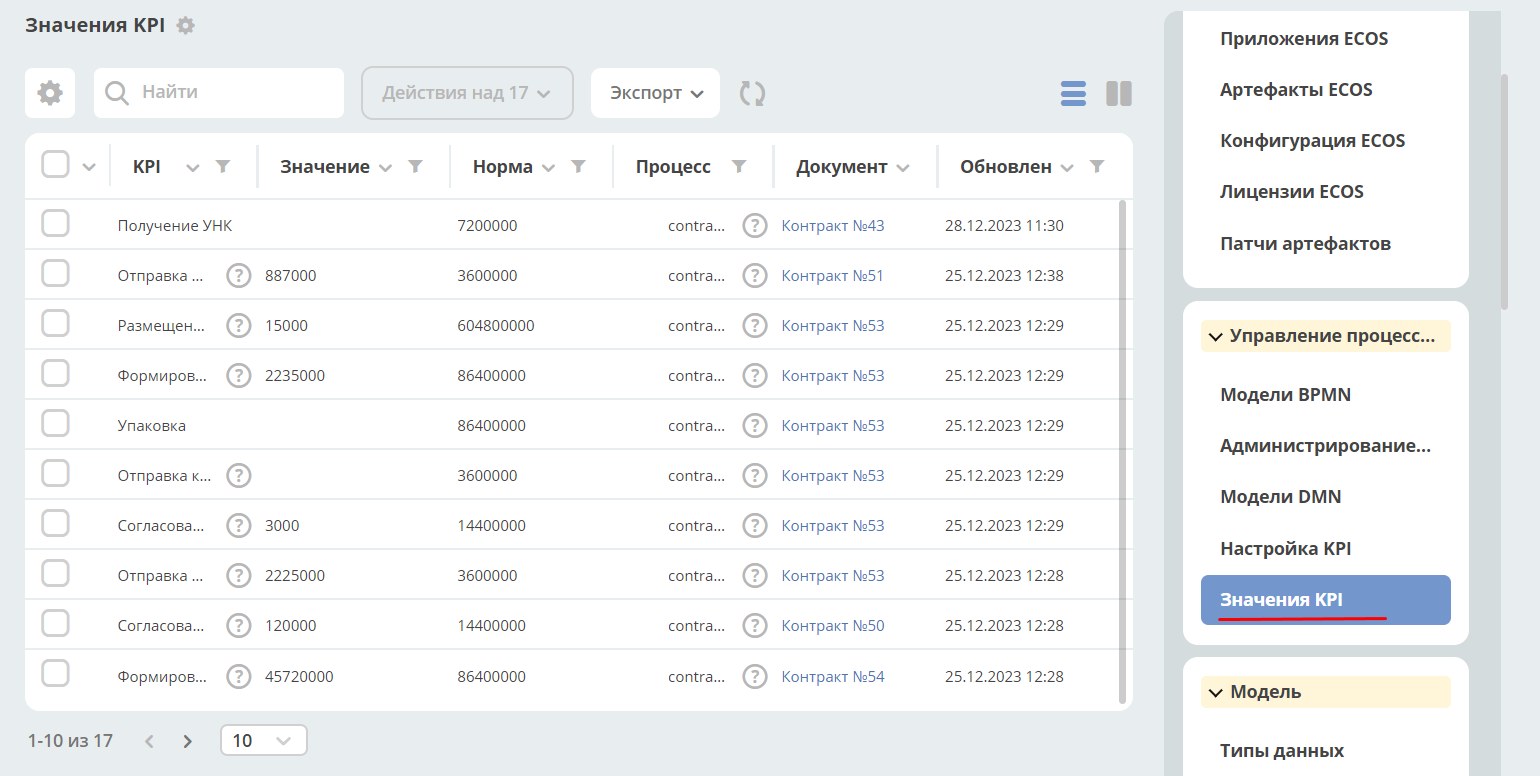 Значения KPI
Найти
Действия над 17
Экспорт
KPI Значение Норма Процесс Документ Обновлен
Получение УНК 7200000 contra... ? Контракт №43 28.12.2023 11:30
Отправка ... ? 887000 3600000 contra... ? Контракт №51 25.12.2023 12:38
Размещен... ? 15000 604800000 contra... ? Контракт №53 25.12.2023 12:29
Формиров... ? 2235000 86400000 contra... ? Контракт №53 25.12.2023 12:29
Упаковка 86400000 contra... ? Контракт №53 25.12.2023 12:29
Отправка к... ? 3600000 contra... ? Контракт №53 25.12.2023 12:29
Согласова... ? 3000 14400000 contra... ? Контракт №53 25.12.2023 12:29
Отправка ... ? 2225000 3600000 contra... ? Контракт №53 25.12.2023 12:28
Согласова... ? 120000 14400000 contra... ? Контракт №50 25.12.2023 12:28
Формиров... ? 45720000 86400000 contra... ? Контракт №54 25.12.2023 12:28
1-10 из 17
10
Приложения ECOS
Артефакты ECOS
Конфигурация ECOS
Лицензии ECOS
Патчи артефактов
Управление процесс...
Модели BPMN
Администрирование...
Модели DMN
Настройка KPI
Значения KPI
Модель
Типы данных